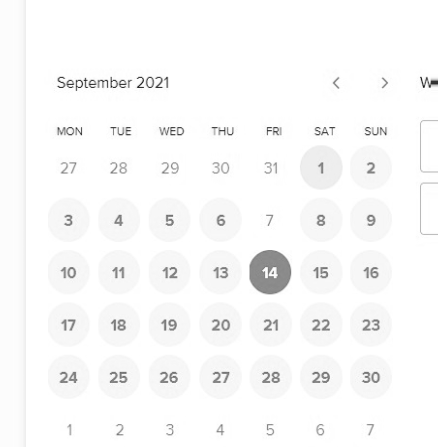 September 2021 < >
MON TUE WED THU FRI SAT SUN
27 28 29 30 31 1 2
3 4 5 6 7 8 9
10 11 12 13 14 15 16
17 18 19 20 21 22 23
24 25 26 27 28 29 30
1 2 3 4 5 6 7